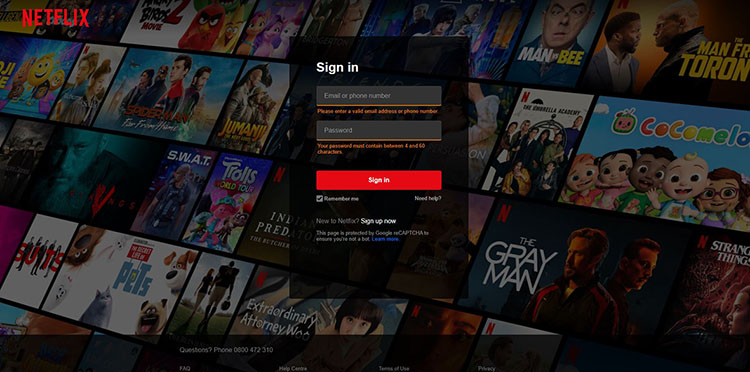 NETFLIX
Sign in
Email or phone number
Please enter a valid email address or phone number.
Password
Your password must contain between 4 and 60
characters.
Sign in
Remember me
Need help?
New to Netflix? Sign up now.
This page is protected by Google reCAPTCHA to
ensure you're not a bot. Learn more.
Questions? Phone 0800 472 310
FAQ
Help Centre
Terms of Use
Privacy
MOVIE
SPIDER-MAN
Far From Home
JUMANJI
MAN
vs
BEE
THE
MAN FROM
TORONTO
THE UMBRELLA ACADEMY
COCOMELON
S.W.A.T.
Trolls
WORLD TOUR
SUITS
THE SECRET
LIFE OF
PETS
INDIAN
PREDATOR
THE BUTCHER
Extraordinary
Attorney Woo
THE
GRAY
MAN
STRANGER
THINGS